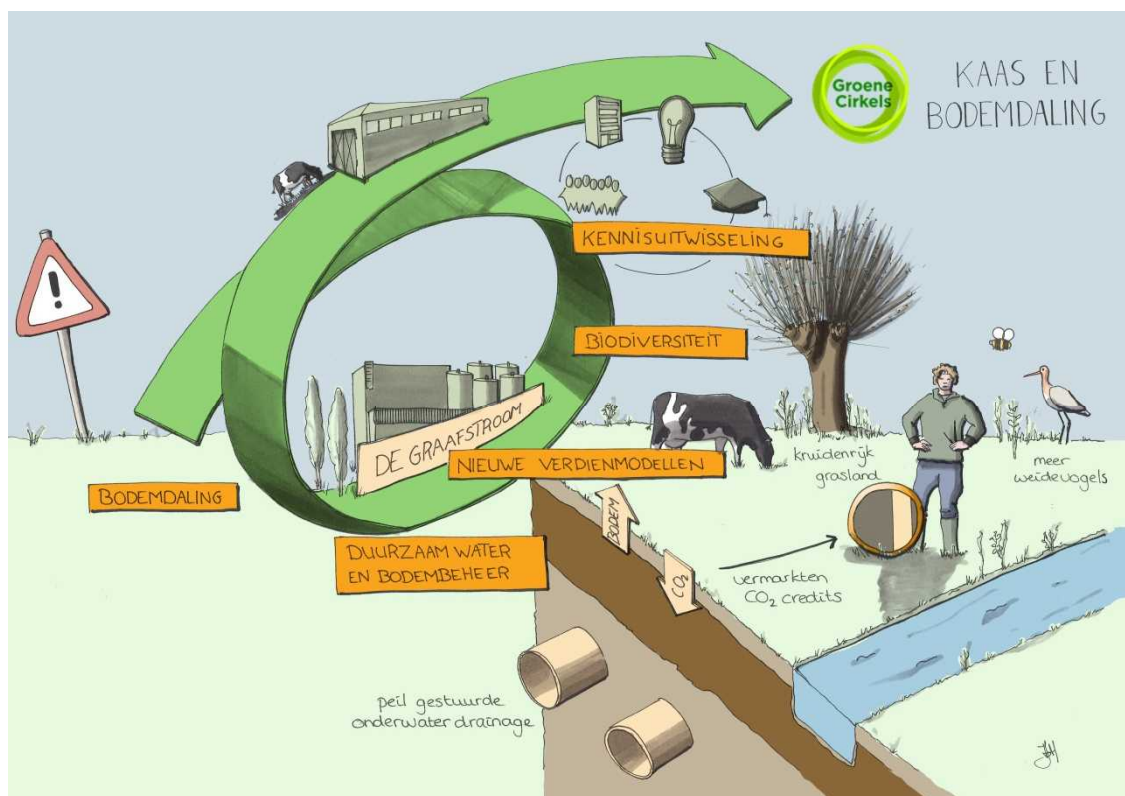 Groene
Cirkels
KAAS EN
BODEMDALING
!
KENNISUITWISSELING
BIODIVERSITEIT
DE GRAAFSTROOM
NIEUWE VERDIENMODELLEN
kruidenrijk
grasland
meer
weidevogels
BODEMDALING
BODEM
DUURZAAM WATER
EN BODEMBEHEER
CO₂
vermarkten
CO₂ credits
peil gestuurde
onderwater drainage